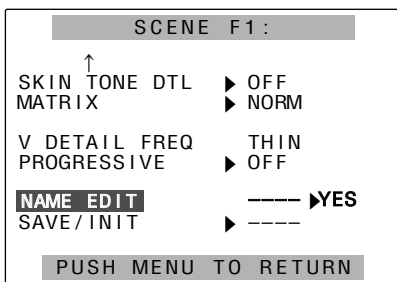 SCENE F1:
↑
SKIN TONE DTL ▶ OFF
MATRIX ▶ NORM
V DETAIL FREQ THIN
PROGRESSIVE ▶ OFF
NAME EDIT ---- ▶YES
SAVE/INIT ▶ ----
PUSH MENU TO RETURN